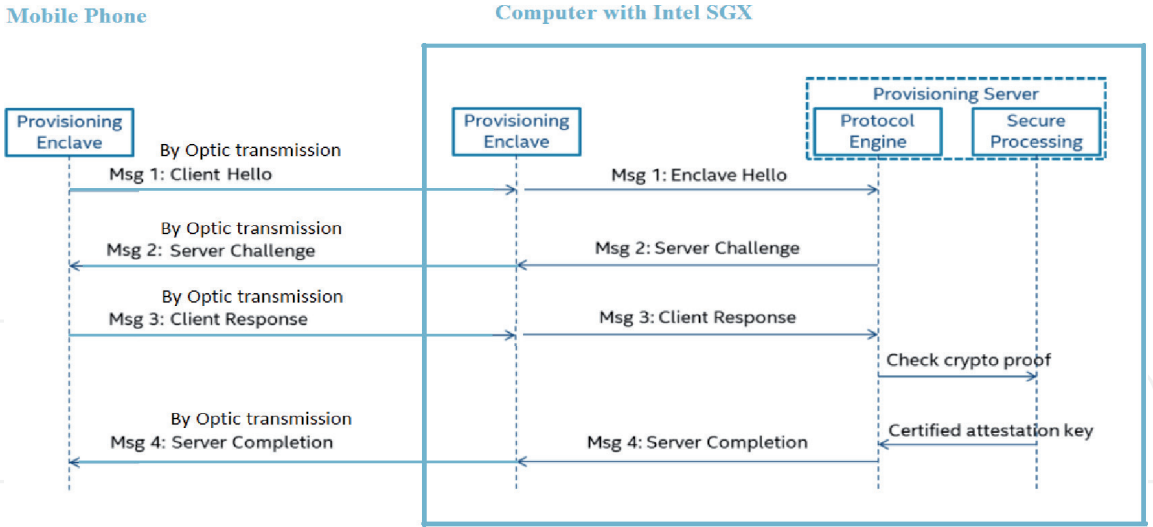 Mobile Phone
Computer with Intel SGX
Provisioning Server
Provisioning
Enclave
Provisioning
Enclave
Protocol
Engine
Secure
Processing
By Optic transmission
Msg 1: Client Hello
Msg 1: Enclave Hello
By Optic transmission
Msg 2: Server Challenge
Msg 2: Server Challenge
By Optic transmission
Msg 3: Client Response
Msg 3: Client Response
Check crypto proof
By Optic transmission
Msg 4: Server Completion
Msg 4: Server Completion
Certified attestation key